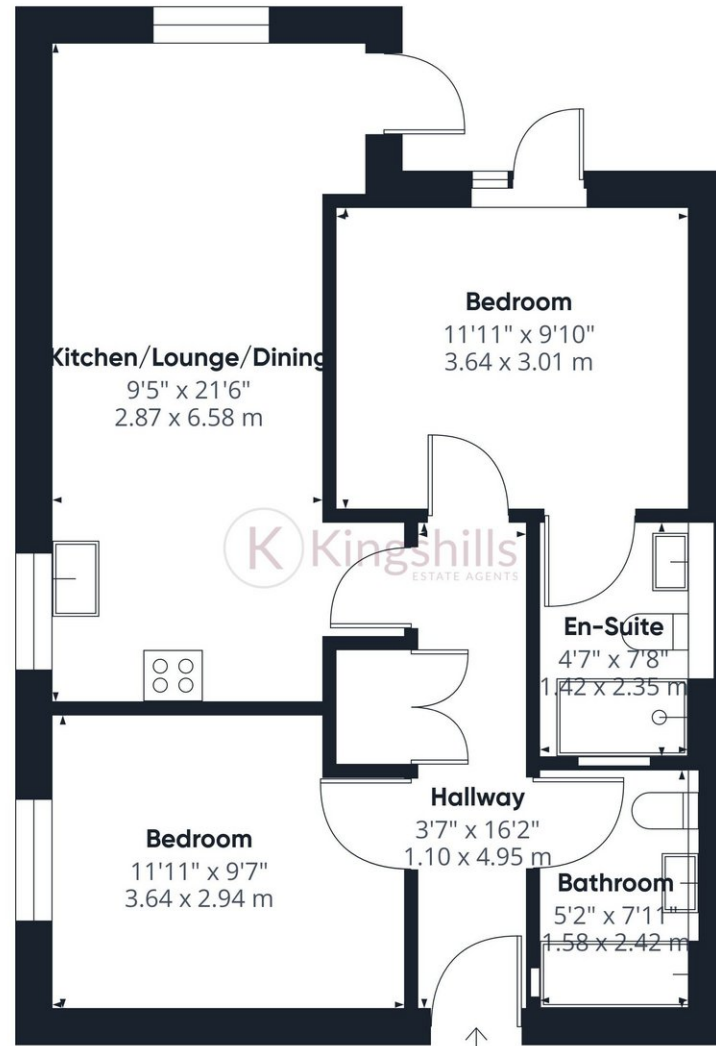 Bedroom
11'11" x 9'10"
3.64 x 3.01 m
Kitchen/Lounge/Dining
9'5" x 21'6"
2.87 x 6.58 m
K Kingshills
ESTATE AGENTS
En-Suite
4'7" x 7'8"
1.42 x 2.35 m
Hallway
3'7" x 16'2"
1.10 x 4.95 m
Bedroom
11'11" x 9'7"
3.64 x 2.94 m
Bathroom
5'2" x 7'11"
1.58 x 2.42 m